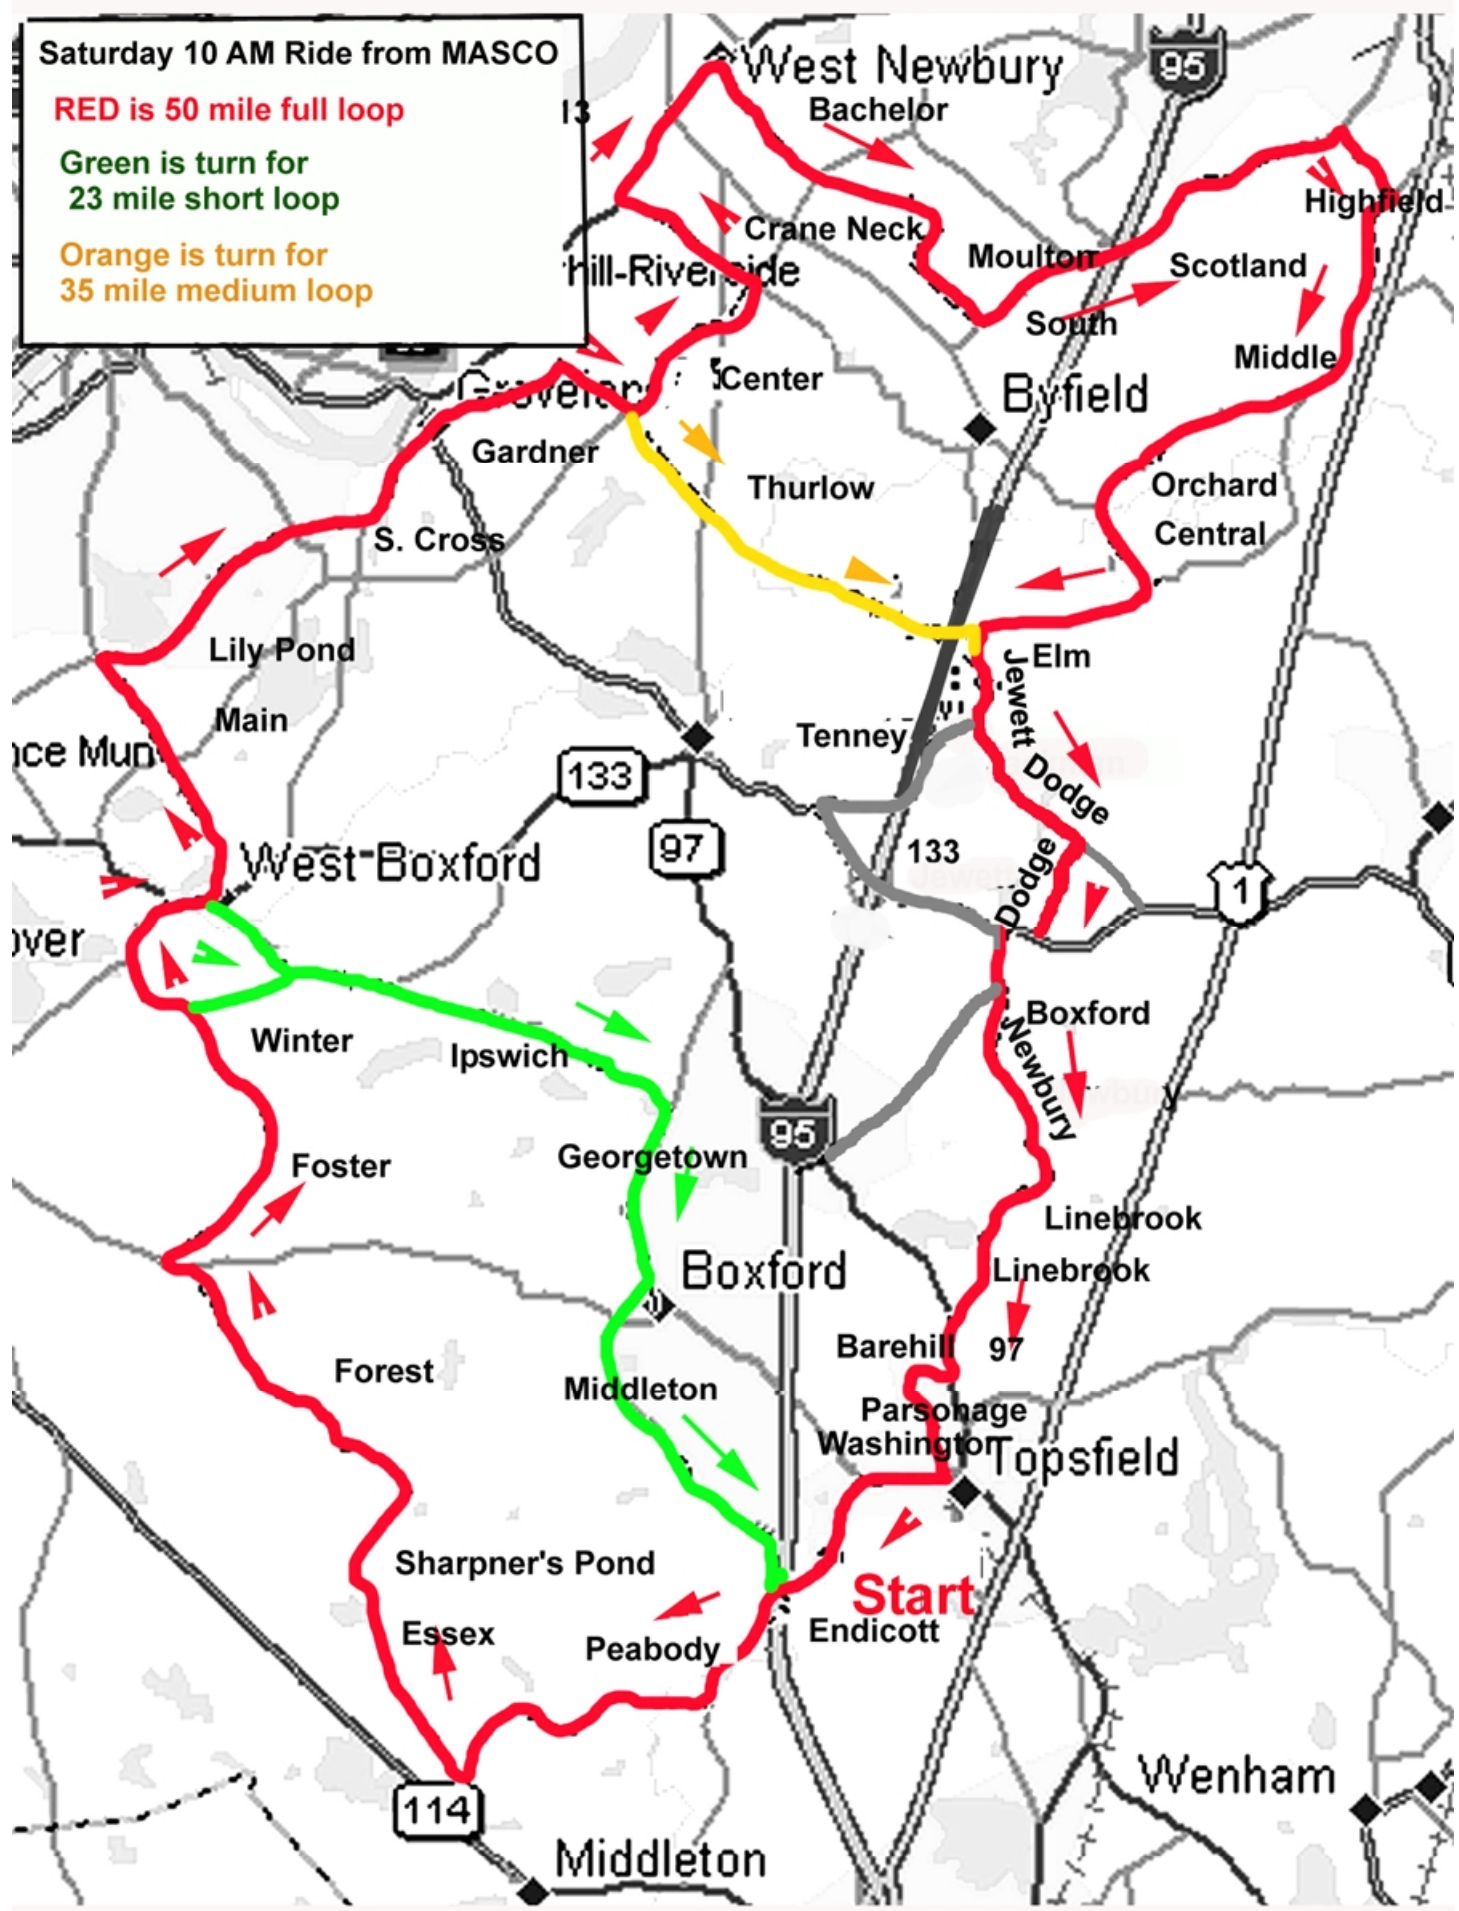 Saturday 10 AM Ride from MASCO
RED is 50 mile full loop
Green is turn for
23 mile short loop
Orange is turn for
35 mile medium loop
West Newbury
95
13
Bachelor
Highfield
Crane Neck
Moulton
Scotland
hill-Riverside
South
Middle
Center
Byfield
Gardner
Thurlow
Orchard
Central
S. Cross
Lily Pond
Elm
Jewett
Main
Tenney
133
Dodge
97
133
Dodge
West Boxford
1
Winter
Ipswich
Boxford
Newbury
95
Georgetown
Foster
Linebrook
Boxford
Linebrook
Barehill
97
Forest
Middleton
Parsonage
Washington
Topsfield
Sharpner's Pond
Start
Essex
Peabody
Endicott
114
Wenham
Middleton